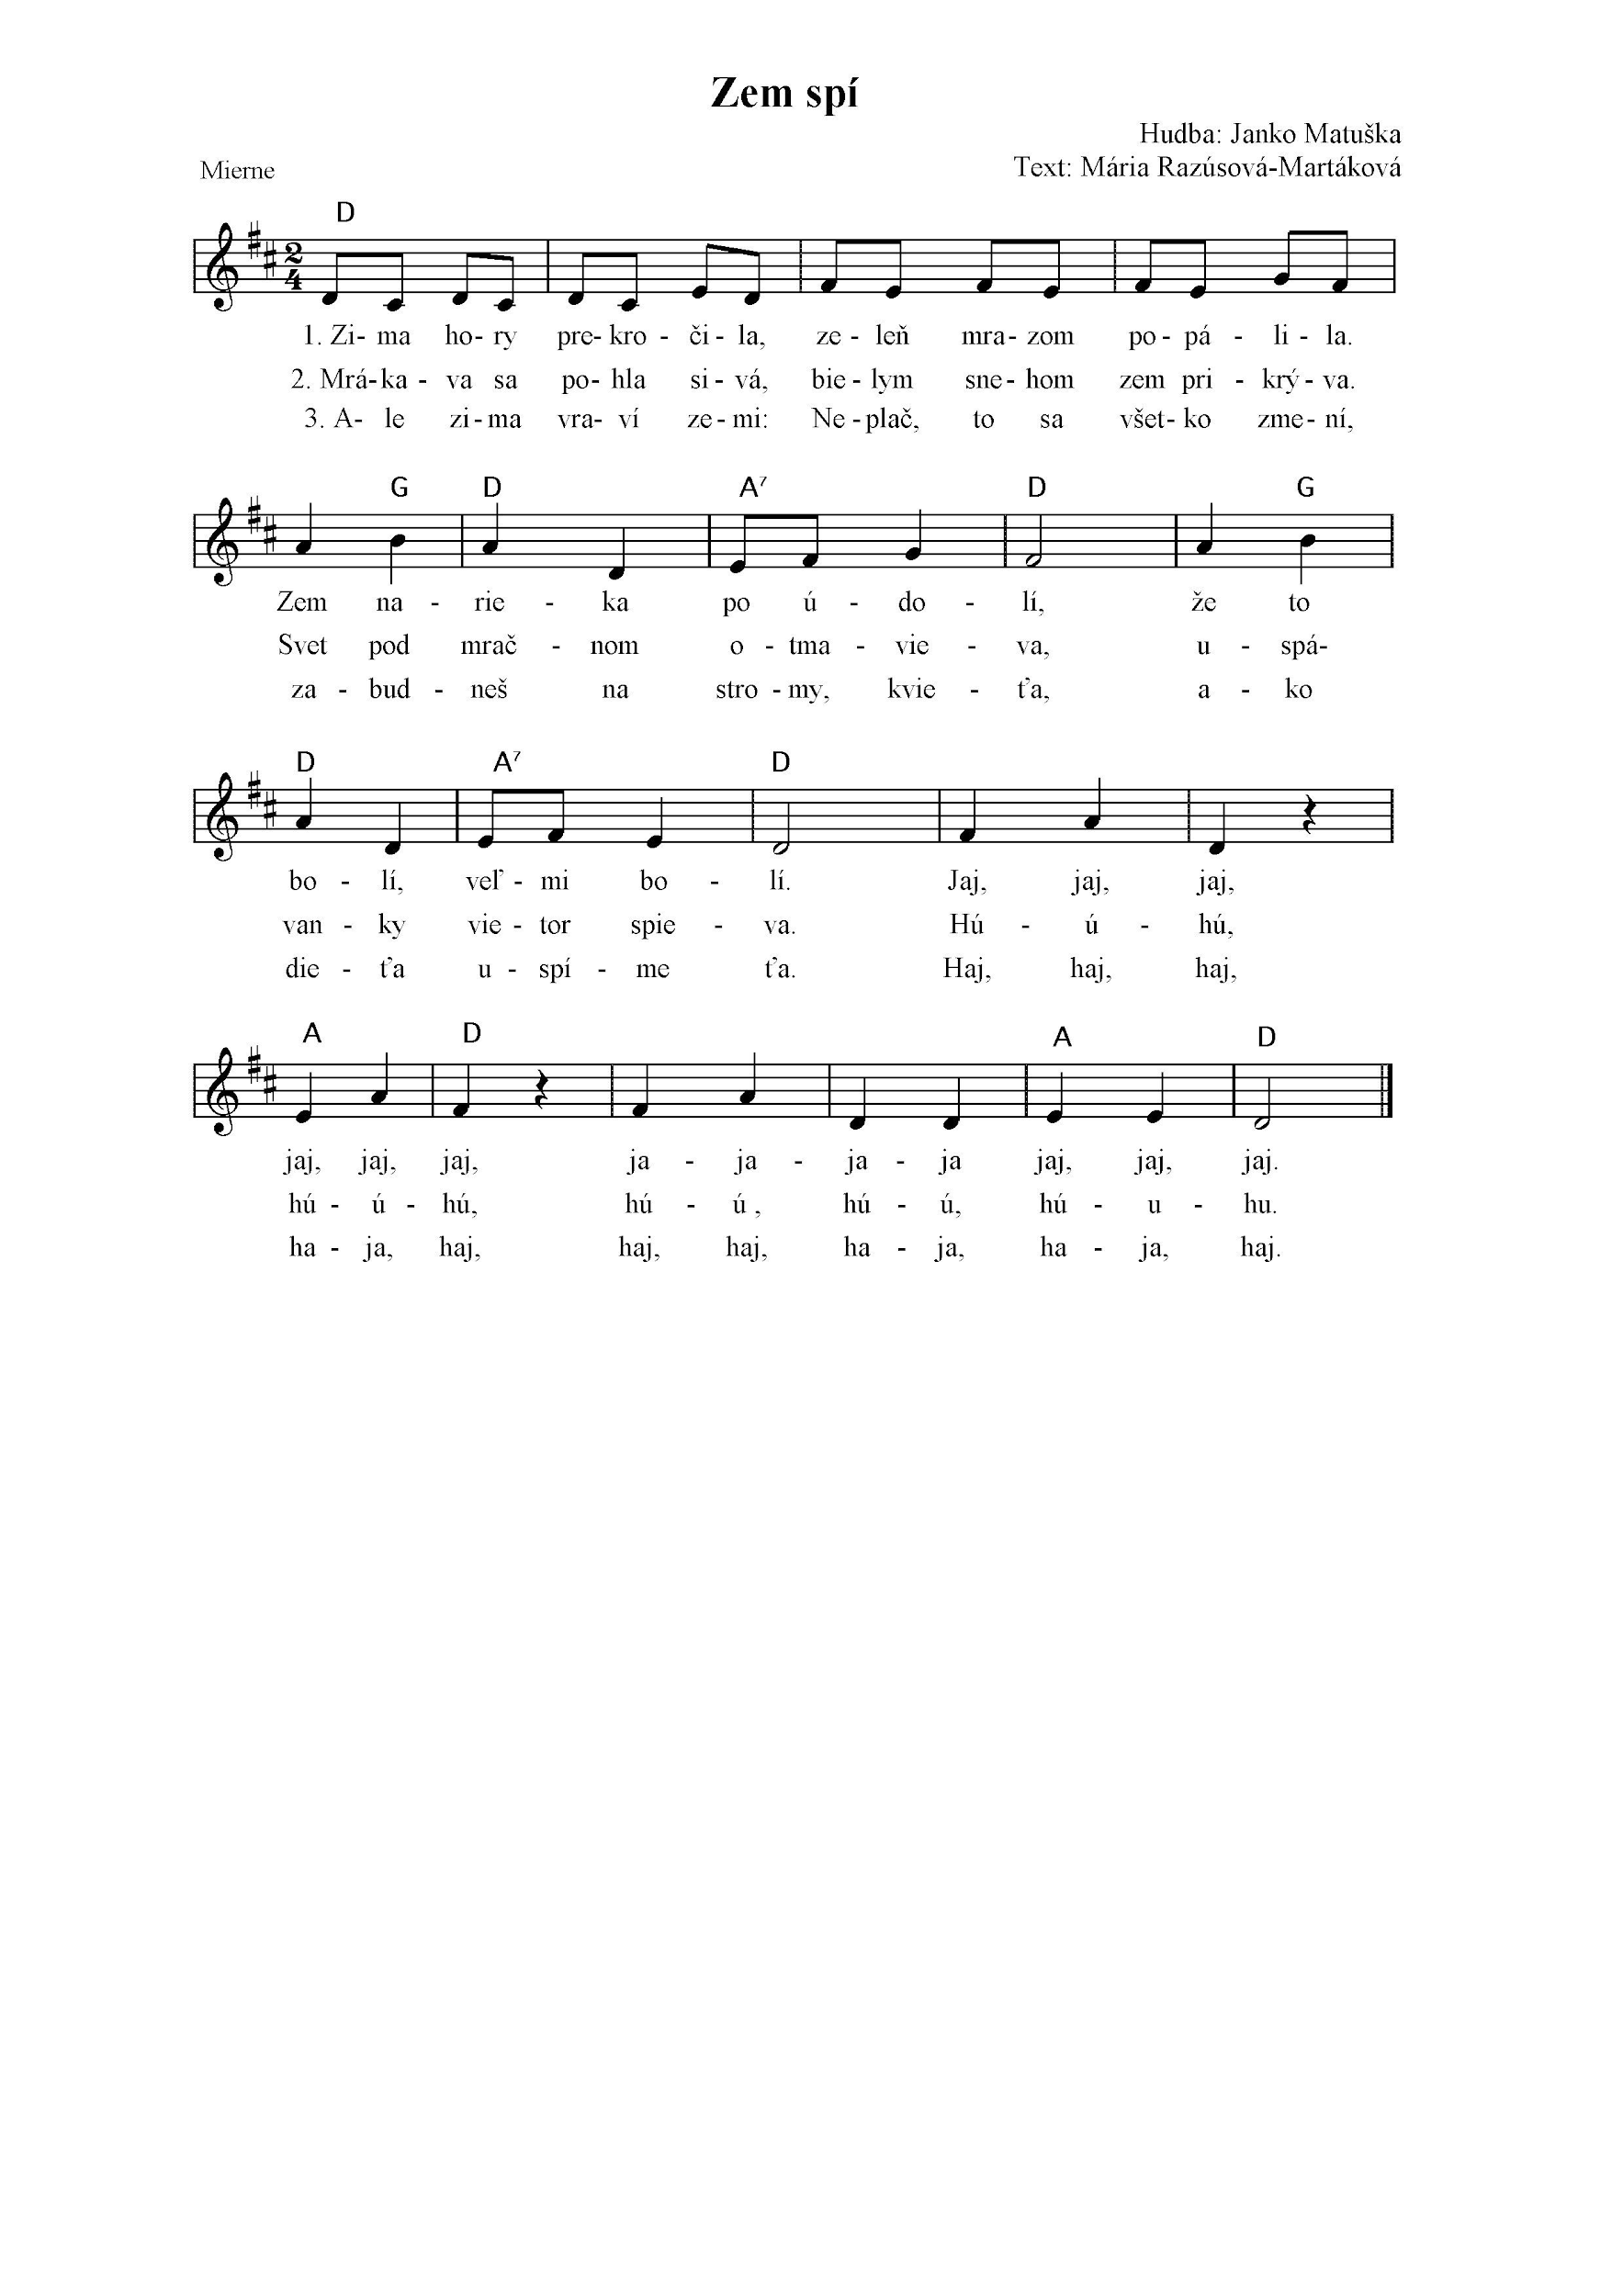 Zem spí
Hudba: Janko Matuška
Mierne
Text: Mária Razúsová-Martáková
D
2
4
1. Zi- ma ho- ry pre- kro - či - la, ze - leň mra- zom po - pá - li - la.
2. Mrá-ka - va sa po- hla si - vá, bie - lym sne - hom zem pri - krý - va.
3. A- le zi - ma vra- ví ze - mi: Ne - plač, to sa všet- ko zme - ní,
G D A7 D G
Zem na - rie - ka po ú - do - lí, že to
Svet pod mrač - nom o - tma - vie - va, u - spá-
za - bud - neš na stro - my, kvie - ťa, a - ko
D A7 D
bo - lí, veľ - mi bo - lí. Jaj, jaj, jaj,
van - ky vie - tor spie - va. Hú - ú - hú,
die - ťa u - spí - me ťa. Haj, haj, haj,
A D A D
jaj, jaj, jaj, ja - ja - ja - ja jaj, jaj, jaj.
hú - ú - hú, hú - ú , hú - ú, hú - u - hu.
ha - ja, haj, haj, haj, ha - ja, ha - ja, haj.